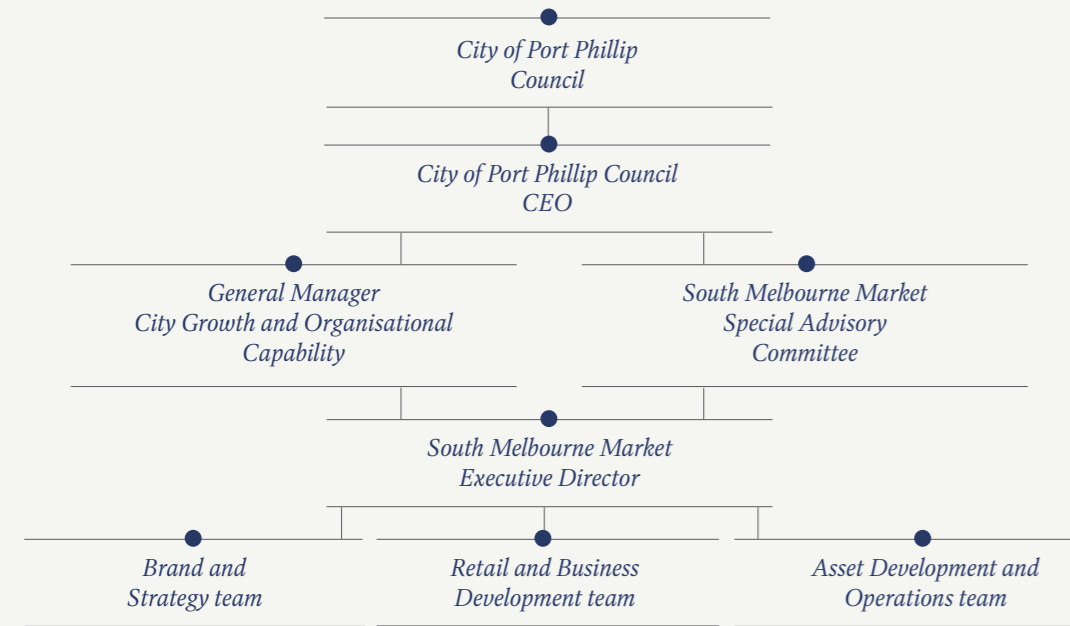 City of Port Phillip
Council
City of Port Phillip Council
CEO
General Manager
City Growth and Organisational
Capability
South Melbourne Market
Special Advisory
Committee
South Melbourne Market
Executive Director
Brand and
Strategy team
Retail and Business
Development team
Asset Development and
Operations team